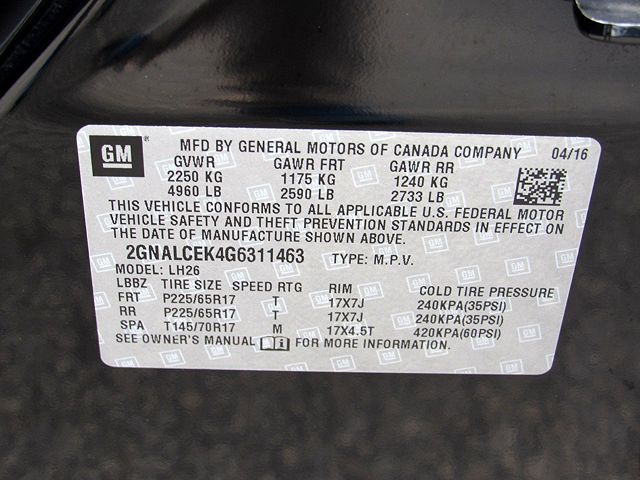 GM
MFD BY GENERAL MOTORS OF CANADA COMPANY 04/16
GVWR GAWR FRT GAWR RR
2250 KG 1175 KG 1240 KG
4960 LB 2590 LB 2733 LB
THIS VEHICLE CONFORMS TO ALL APPLICABLE U.S. FEDERAL MOTOR
VEHICLE SAFETY AND THEFT PREVENTION STANDARDS IN EFFECT ON
THE DATE OF MANUFACTURE SHOWN ABOVE.
2GNALCEK4G6311463 TYPE: M.P.V.
MODEL: LH26
LBBZ TIRE SIZE SPEED RTG RIM COLD TIRE PRESSURE
FRT P225/65R17 T 17X7J 240KPA(35PSI)
RR P225/65R17 T 17X7J 240KPA(35PSI)
SPA T145/70R17 M 17X4.5T 420KPA(60PSI)
SEE OWNER'S MANUAL FOR MORE INFORMATION.